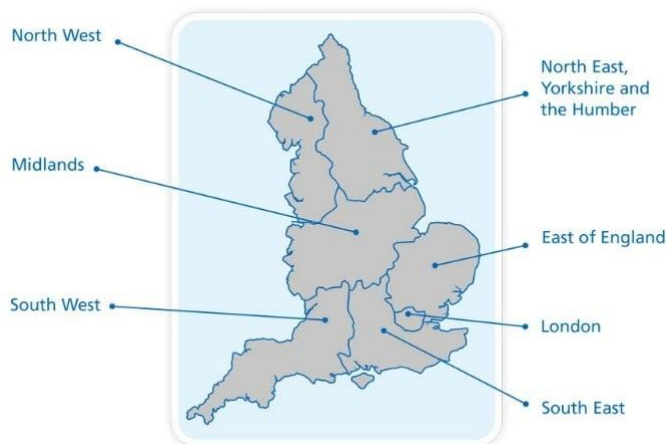 North West
North East,
Yorkshire and
the Humber
Midlands
East of England
South West
London
South East